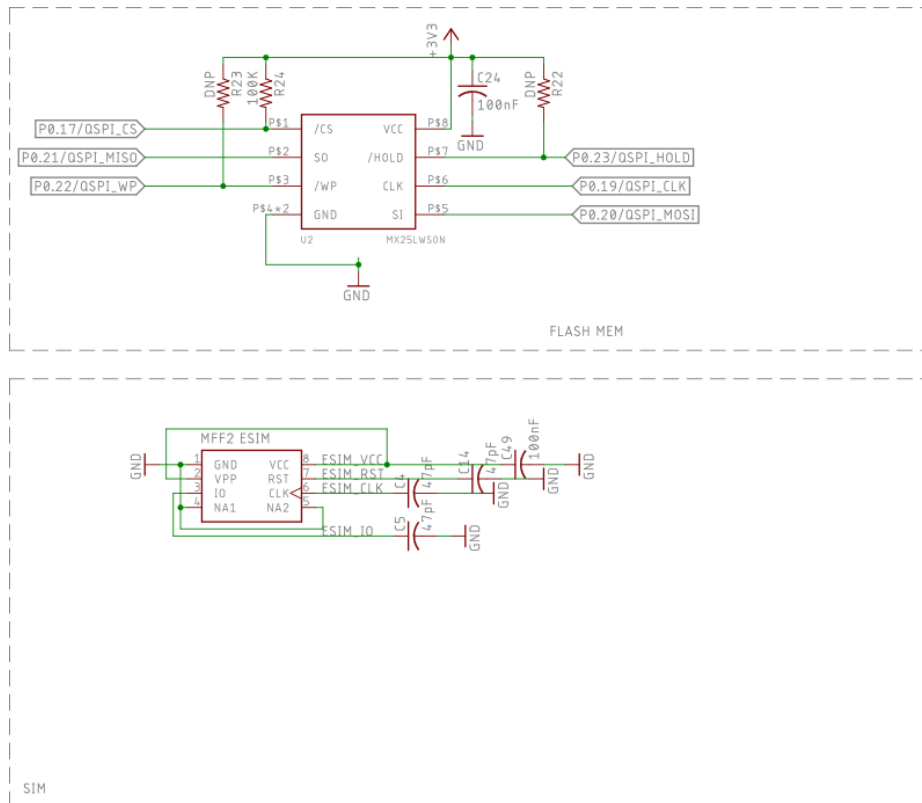 +3V3
DNP
R23
100K
R24
C24
100nF
DNP
R22
GND
P0.17/QSPI_CS
P$1
/CS
VCC
P$8
P0.21/QSPI_MISO
P$2
SO
/HOLD
P$7
P0.23/QSPI_HOLD
P0.22/QSPI_WP
P$3
/WP
CLK
P$6
P0.19/QSPI_CLK
P$4*2
GND
SI
P$5
P0.20/QSPI_MOSI
U2
MX25LWSON
GND
FLASH MEM
MFF2 ESIM
GND
1
GND
VCC
8
ESIM_VCC
2
VPP
RST
7
ESIM_RST
3
IO
CLK
6
ESIM_CLK
4
NA1
NA2
5
ESIM_IO
C4
47pF
GND
C14
47pF
GND
C49
100nF
GND
C5
47pF
GND
SIM